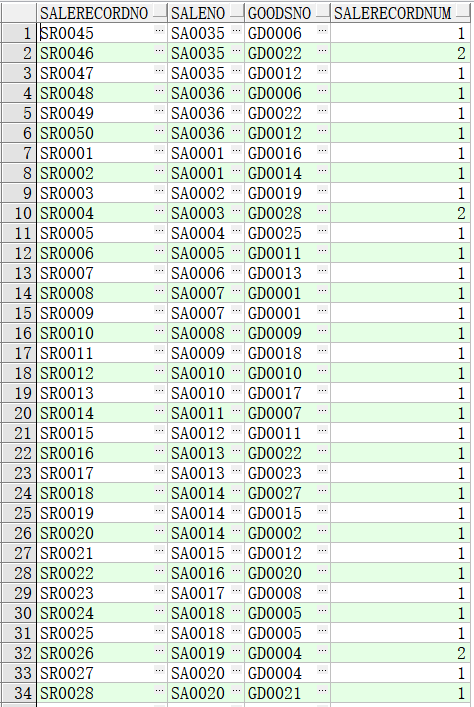 SALERECORDNO SALENO GOODSNO SALERECORDNUM
1 SR0045 ... SA0035 ... GD0006 ... 1
2 SR0046 ... SA0035 ... GD0022 ... 2
3 SR0047 ... SA0035 ... GD0012 ... 1
4 SR0048 ... SA0036 ... GD0006 ... 1
5 SR0049 ... SA0036 ... GD0022 ... 1
6 SR0050 ... SA0036 ... GD0012 ... 1
7 SR0001 ... SA0001 ... GD0016 ... 1
8 SR0002 ... SA0001 ... GD0014 ... 1
9 SR0003 ... SA0002 ... GD0019 ... 1
10 SR0004 ... SA0003 ... GD0028 ... 2
11 SR0005 ... SA0004 ... GD0025 ... 1
12 SR0006 ... SA0005 ... GD0011 ... 1
13 SR0007 ... SA0006 ... GD0013 ... 1
14 SR0008 ... SA0007 ... GD0001 ... 1
15 SR0009 ... SA0007 ... GD0001 ... 1
16 SR0010 ... SA0008 ... GD0009 ... 1
17 SR0011 ... SA0009 ... GD0018 ... 1
18 SR0012 ... SA0010 ... GD0010 ... 1
19 SR0013 ... SA0010 ... GD0017 ... 1
20 SR0014 ... SA0011 ... GD0007 ... 1
21 SR0015 ... SA0012 ... GD0011 ... 1
22 SR0016 ... SA0013 ... GD0022 ... 1
23 SR0017 ... SA0013 ... GD0023 ... 1
24 SR0018 ... SA0014 ... GD0027 ... 1
25 SR0019 ... SA0014 ... GD0015 ... 1
26 SR0020 ... SA0014 ... GD0002 ... 1
27 SR0021 ... SA0015 ... GD0012 ... 1
28 SR0022 ... SA0016 ... GD0020 ... 1
29 SR0023 ... SA0017 ... GD0008 ... 1
30 SR0024 ... SA0018 ... GD0005 ... 1
31 SR0025 ... SA0018 ... GD0005 ... 1
32 SR0026 ... SA0019 ... GD0004 ... 2
33 SR0027 ... SA0020 ... GD0004 ... 1
34 SR0028 ... SA0020 ... GD0021 ... 1